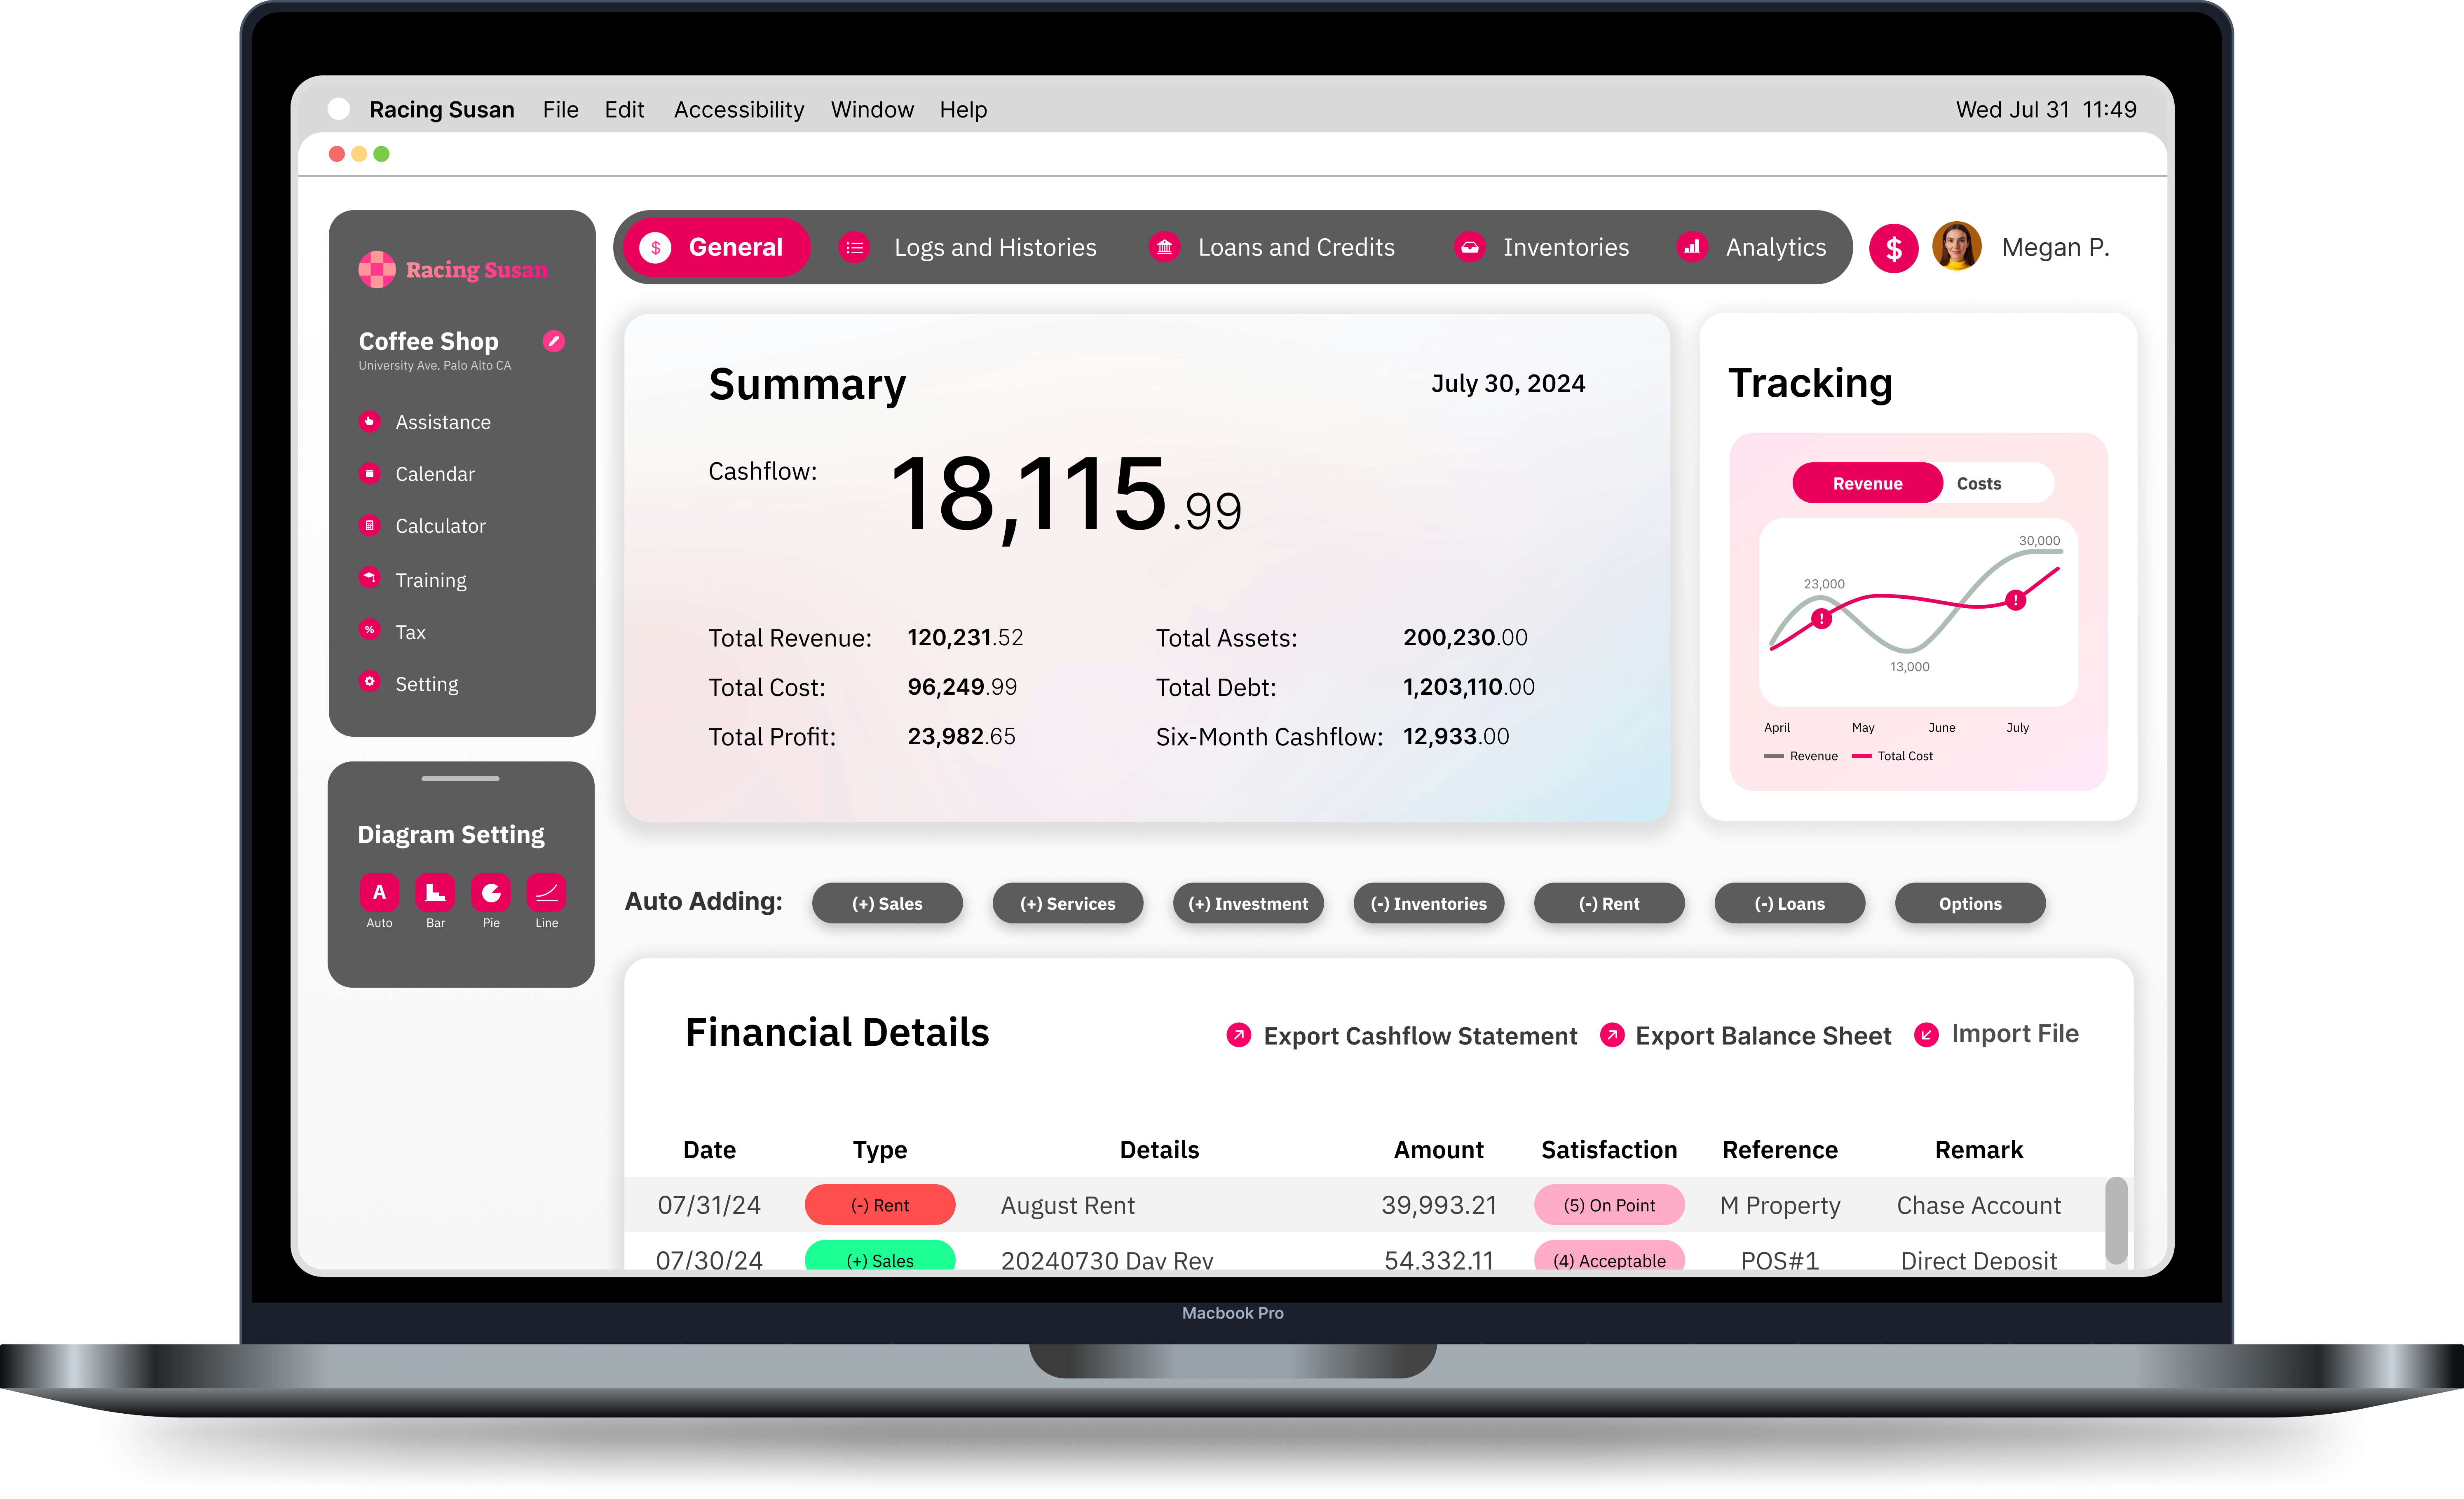 Racing Susan File Edit Accessibility Window Help Wed Jul 31 11:49
Racing Susan
Coffee Shop
University Ave. Palo Alto CA
Assistance
Calendar
Calculator
Training
% Tax
Setting
Diagram Setting
A
Auto Bar Pie Line
$ General Logs and Histories Loans and Credits Inventories Analytics $ Megan P.
Summary July 30, 2024
Cashflow: 18,115.99
Total Revenue: 120,231.52 Total Assets: 200,230.00
Total Cost: 96,249.99 Total Debt: 1,203,110.00
Total Profit: 23,982.65 Six-Month Cashflow: 12,933.00
Tracking
Revenue Costs
30,000
23,000
!
!
13,000
April May June July
Revenue Total Cost
Auto Adding: (+) Sales (+) Services (+) Investment (-) Inventories (-) Rent (-) Loans Options
Financial Details Export Cashflow Statement Export Balance Sheet Import File
Date Type Details Amount Satisfaction Reference Remark
07/31/24 (-) Rent August Rent 39,993.21 (5) On Point M Property Chase Account
07/30/24 (+) Sales 20240730 Day Rev 54,332.11 (4) Acceptable POS#1 Direct Deposit
Macbook Pro